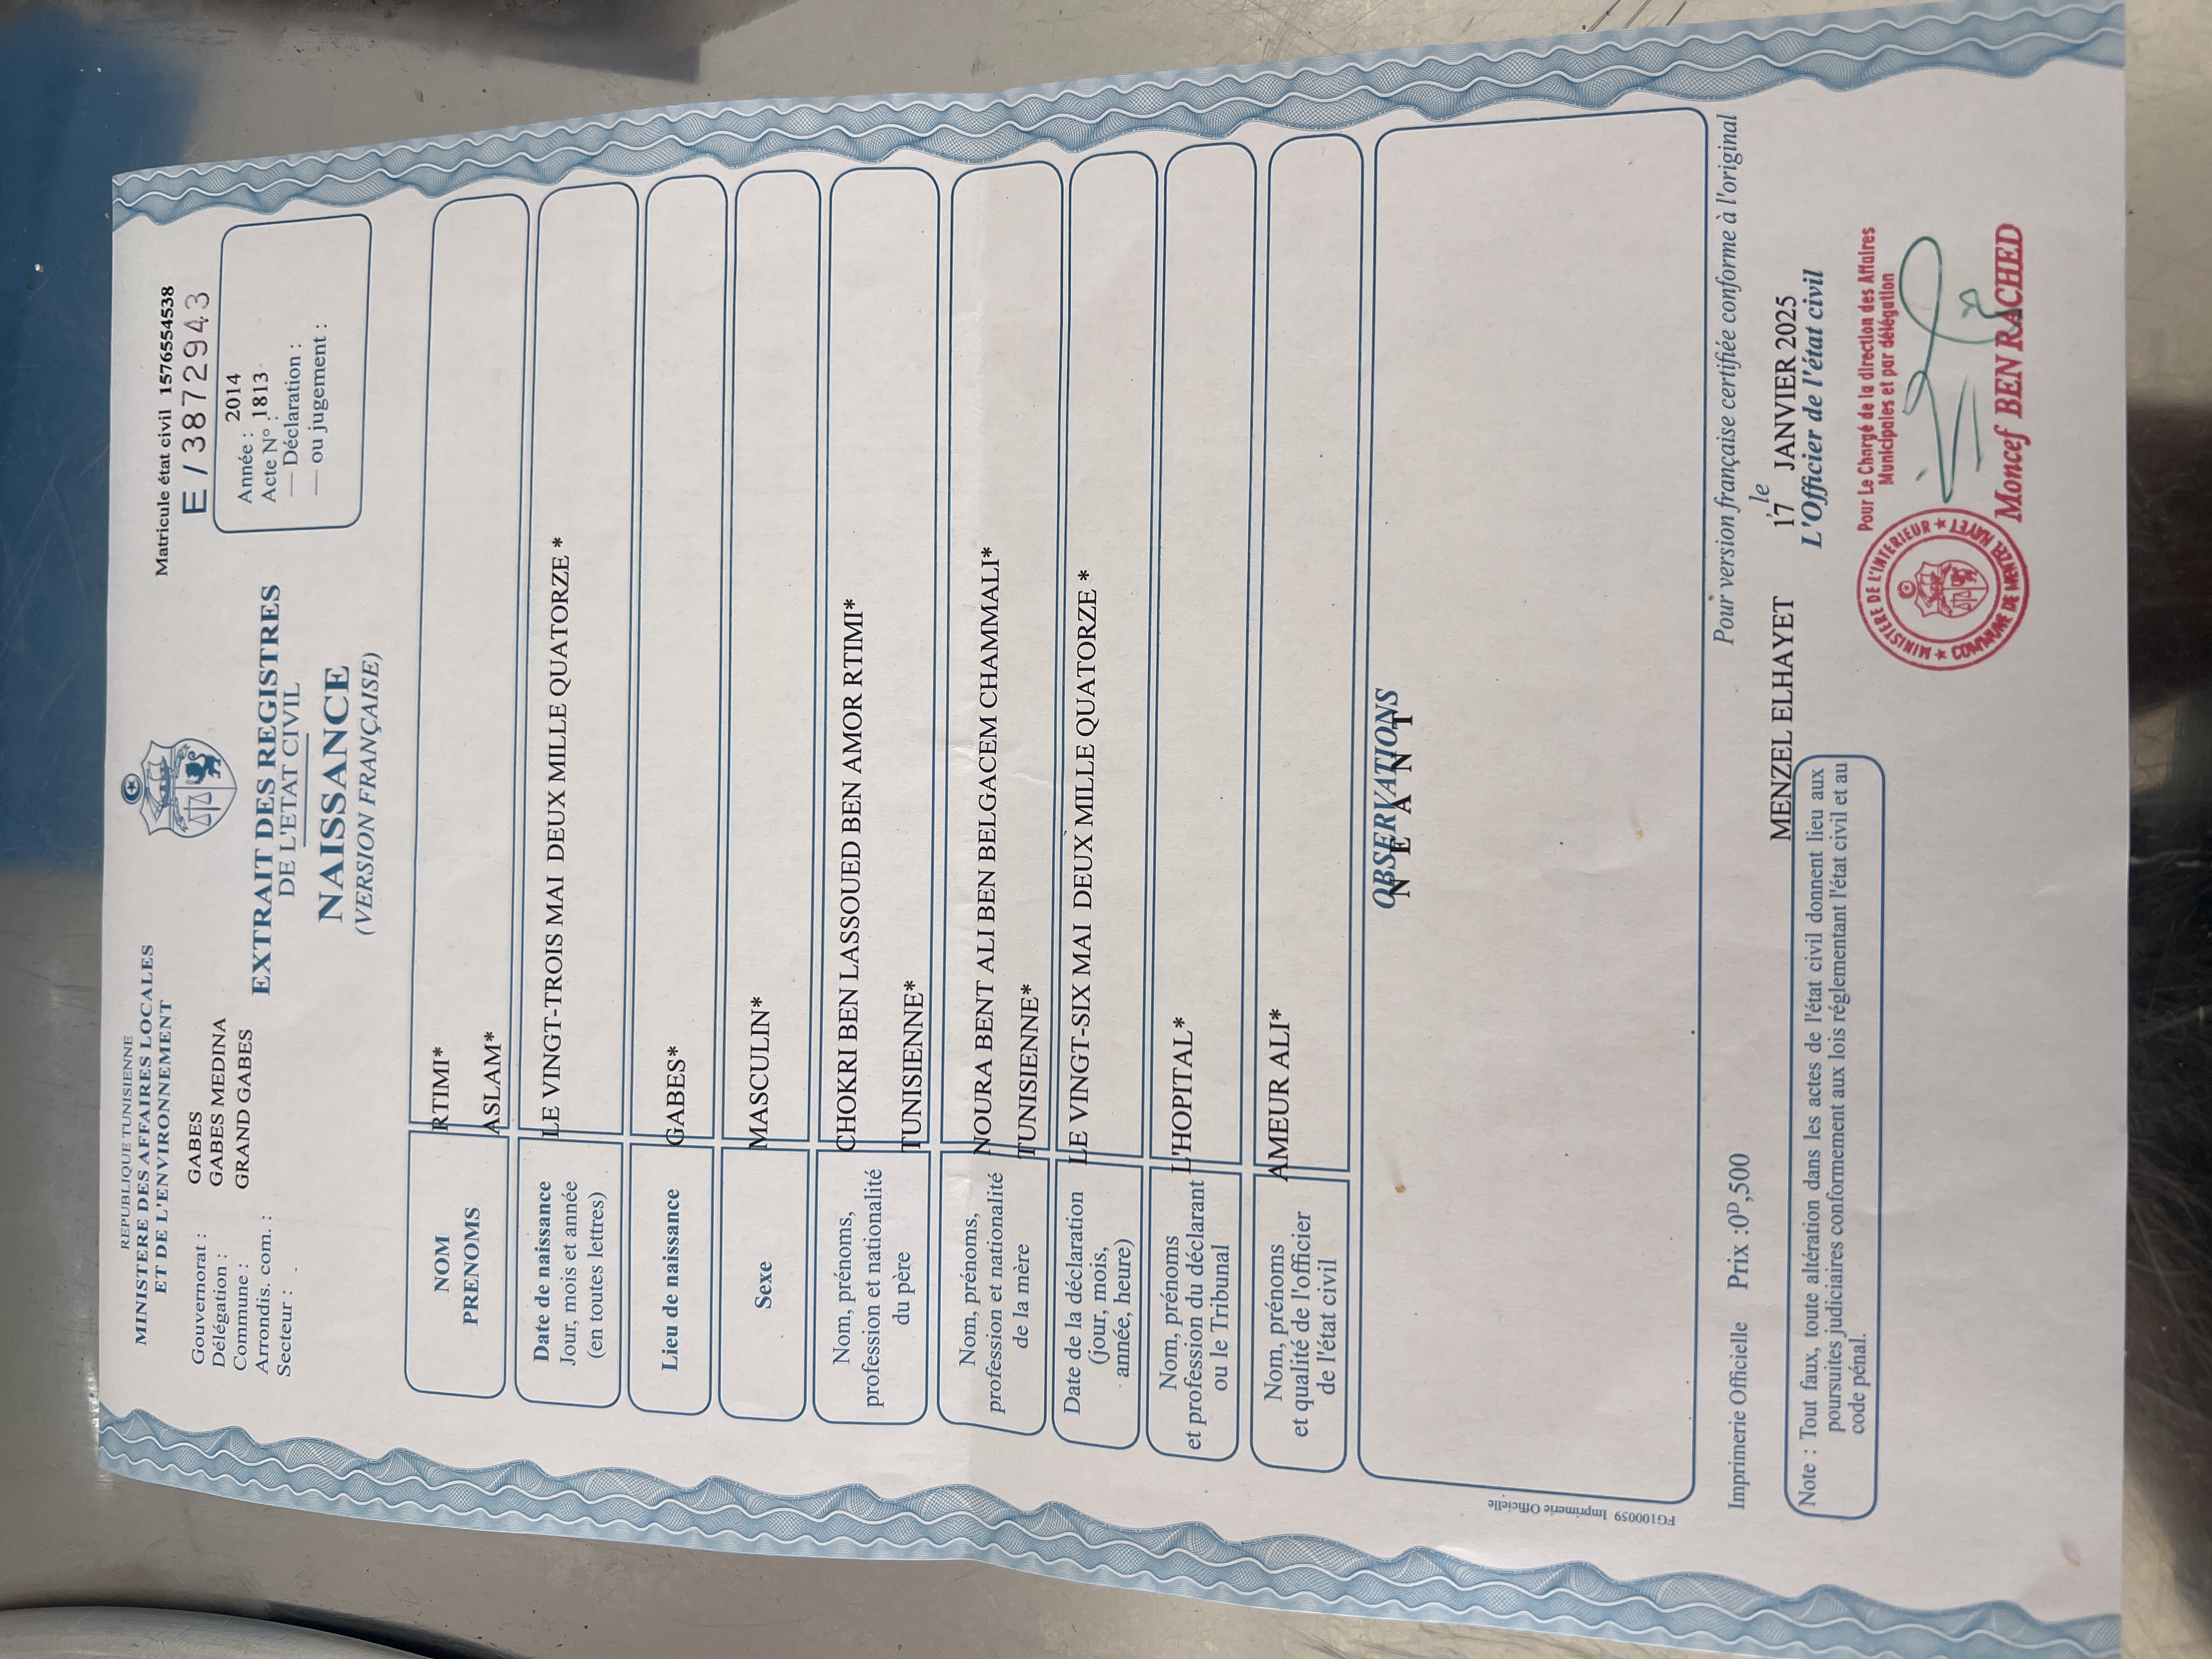 REPUBLIQUE TUNISIENNE
MINISTERE DES AFFAIRES LOCALES
ET DE L'ENVIRONNEMENT
Gouvernorat : GABES
Délégation : GABES MEDINA
Commune : GRAND GABES
Arrondis. com. :
Secteur :
Matricule état civil 1576554538
E/3872943
Année : 2014
Acte N° : 1813
— Déclaration :
— ou jugement :
EXTRAIT DES REGISTRES
DE L'ETAT CIVIL
NAISSANCE
(VERSION FRANÇAISE)
NOM RTIMI*
PRENOMS ASLAM*
Date de naissance
Jour, mois et année
(en toutes lettres)
LE VINGT-TROIS MAI DEUX MILLE QUATORZE *
Lieu de naissance GABES*
Sexe MASCULIN*
Nom, prénoms,
profession et nationalité
du père
CHOKRI BEN LASSOUED BEN AMOR RTIMI*
TUNISIENNE*
Nom, prénoms,
profession et nationalité
de la mère
NOURA BENT ALI BEN BELGACEM CHAMMALI*
TUNISIENNE*
Date de la déclaration
(jour, mois,
année, heure)
LE VINGT-SIX MAI DEUX MILLE QUATORZE *
Nom, prénoms
et profession du déclarant
ou le Tribunal
L'HOPITAL*
Nom, prénoms
et qualité de l'officier
de l'état civil
AMEUR ALI*
OBSERVATIONS
N E A N T
FG100059 Imprimerie Officielle
Imprimerie Officielle Prix :0D,500
Pour version française certifiée conforme à l'original
MENZEL ELHAYET , le 17 JANVIER 2025
L'Officier de l'état civil
Note : Tout faux, toute altération dans les actes de l'état civil donnent lieu aux
poursuites judiciaires conformement aux lois réglementant l'état civil et au
code pénal.
Pour Le Chargé de la direction des Affaires
Municipales et par délégation
MINISTERE DE L'INTERIEUR
COMMUNE DE MENZEL HAYET
Moncef BEN RACHED